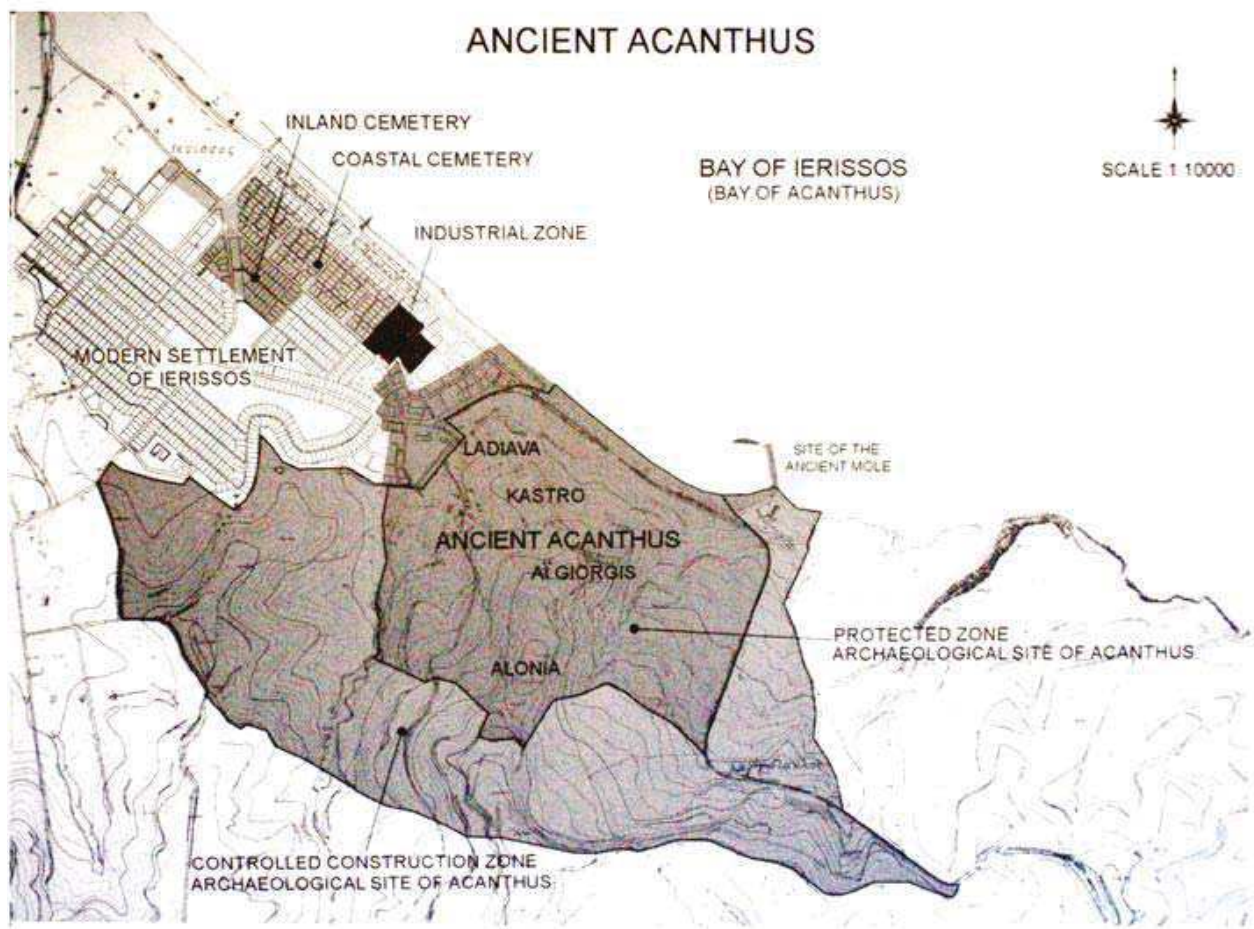 ANCIENT ACANTHUS
INLAND CEMETERY
COASTAL CEMETERY
BAY OF IERISSOS
(BAY OF ACANTHUS)
SCALE 1 10000
INDUSTRIAL ZONE
MODERN SETTLEMENT
OF IERISSOS
LADIAVA
SITE OF THE
ANCIENT MOLE
KASTRO
ANCIENT ACANTHUS
AI GIORGIS
PROTECTED ZONE
ARCHAEOLOGICAL SITE OF ACANTHUS
ALONIA
CONTROLLED CONSTRUCTION ZONE
ARCHAEOLOGICAL SITE OF ACANTHUS